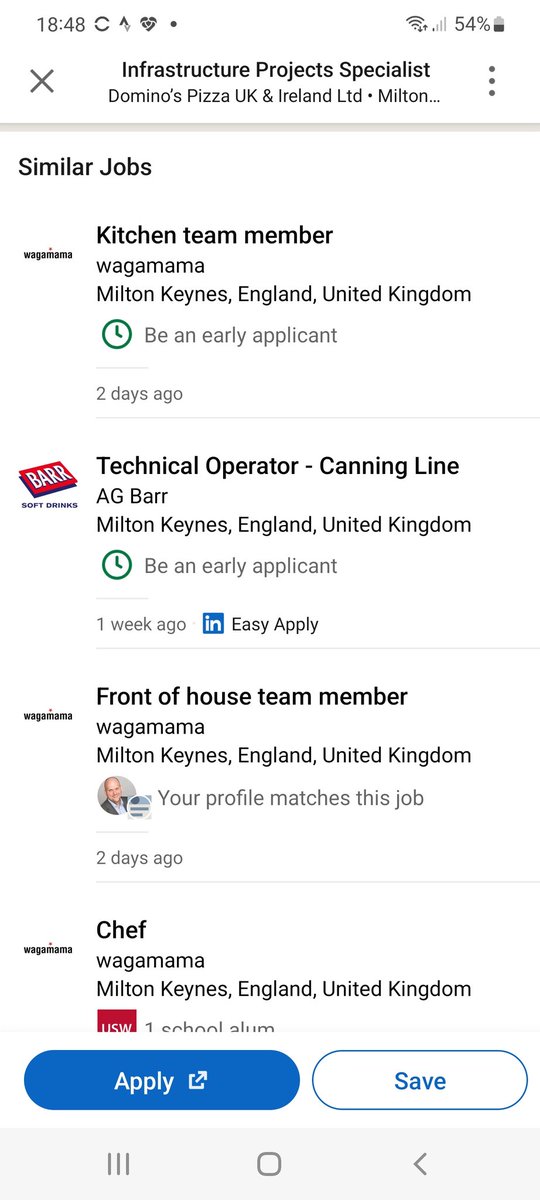 18:48 54%
Infrastructure Projects Specialist
Domino's Pizza UK & Ireland Ltd • Milton...
Similar Jobs
wagamama
Kitchen team member
wagamama
Milton Keynes, England, United Kingdom
Be an early applicant
2 days ago
BARR
SOFT DRINKS
Technical Operator - Canning Line
AG Barr
Milton Keynes, England, United Kingdom
Be an early applicant
1 week ago in Easy Apply
wagamama
Front of house team member
wagamama
Milton Keynes, England, United Kingdom
Your profile matches this job
2 days ago
wagamama
Chef
wagamama
Milton Keynes, England, United Kingdom
USW 1 school alum
Apply Save